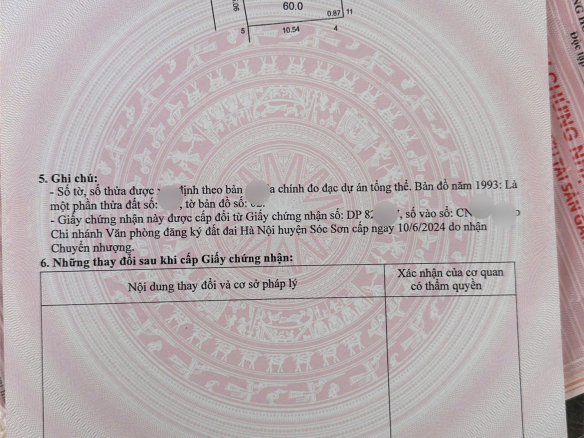 60.0
0.67 11
5 10.54 4
5. Ghi chú:
- Số tờ, số thửa được định theo bản a chính đo đạc dự án tổng thể. Bản đồ năm 1993: Là
một phần thửa đất số: , tờ bản đồ số:
- Giấy chứng nhận này được cấp đổi từ Giấy chứng nhận số: DP 82 , số vào sổ: CN
Chi nhánh Văn phòng đăng ký đất đai Hà Nội huyện Sóc Sơn cấp ngày 10/6/2024 do nhận
Chuyển nhượng.
6. Những thay đổi sau khi cấp Giấy chứng nhận:
Nội dung thay đổi và cơ sở pháp lý
Xác nhận của cơ quan
có thẩm quyền